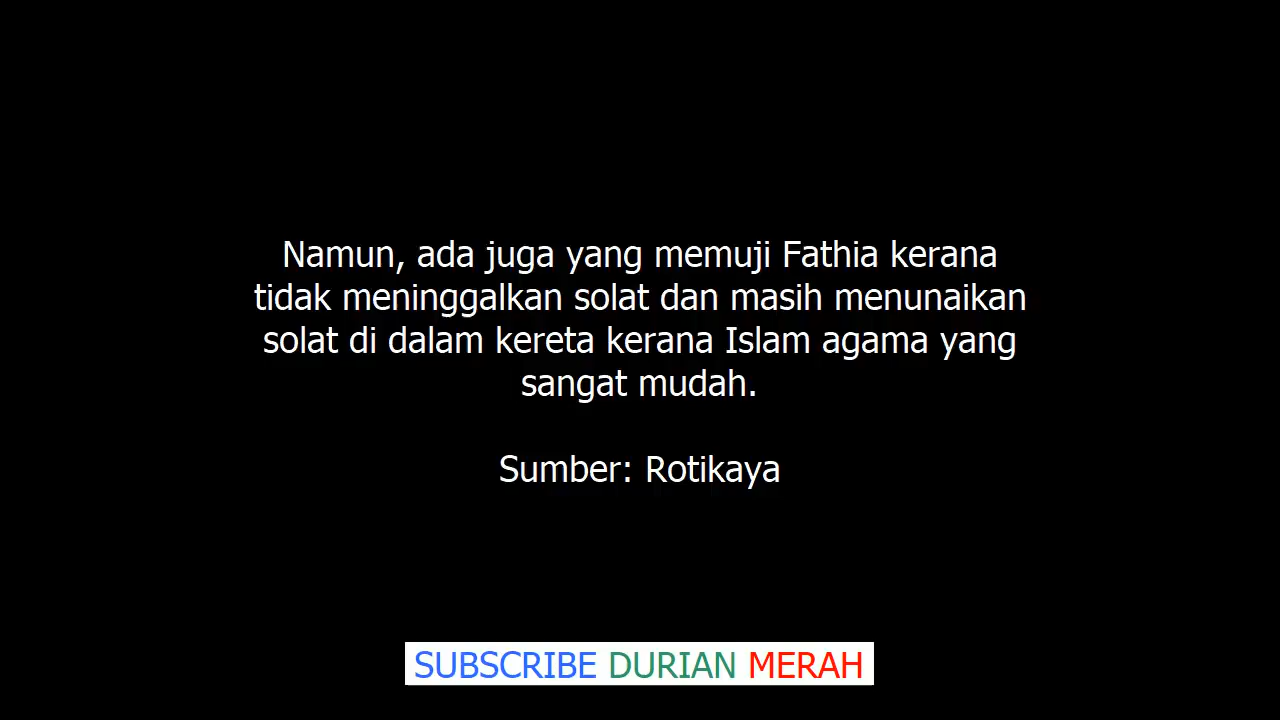 Namun, ada juga yang memuji Fathia kerana
tidak meninggalkan solat dan masih menunaikan
solat di dalam kereta kerana Islam agama yang
sangat mudah.
Sumber: Rotikaya
SUBSCRIBE DURIAN MERAH